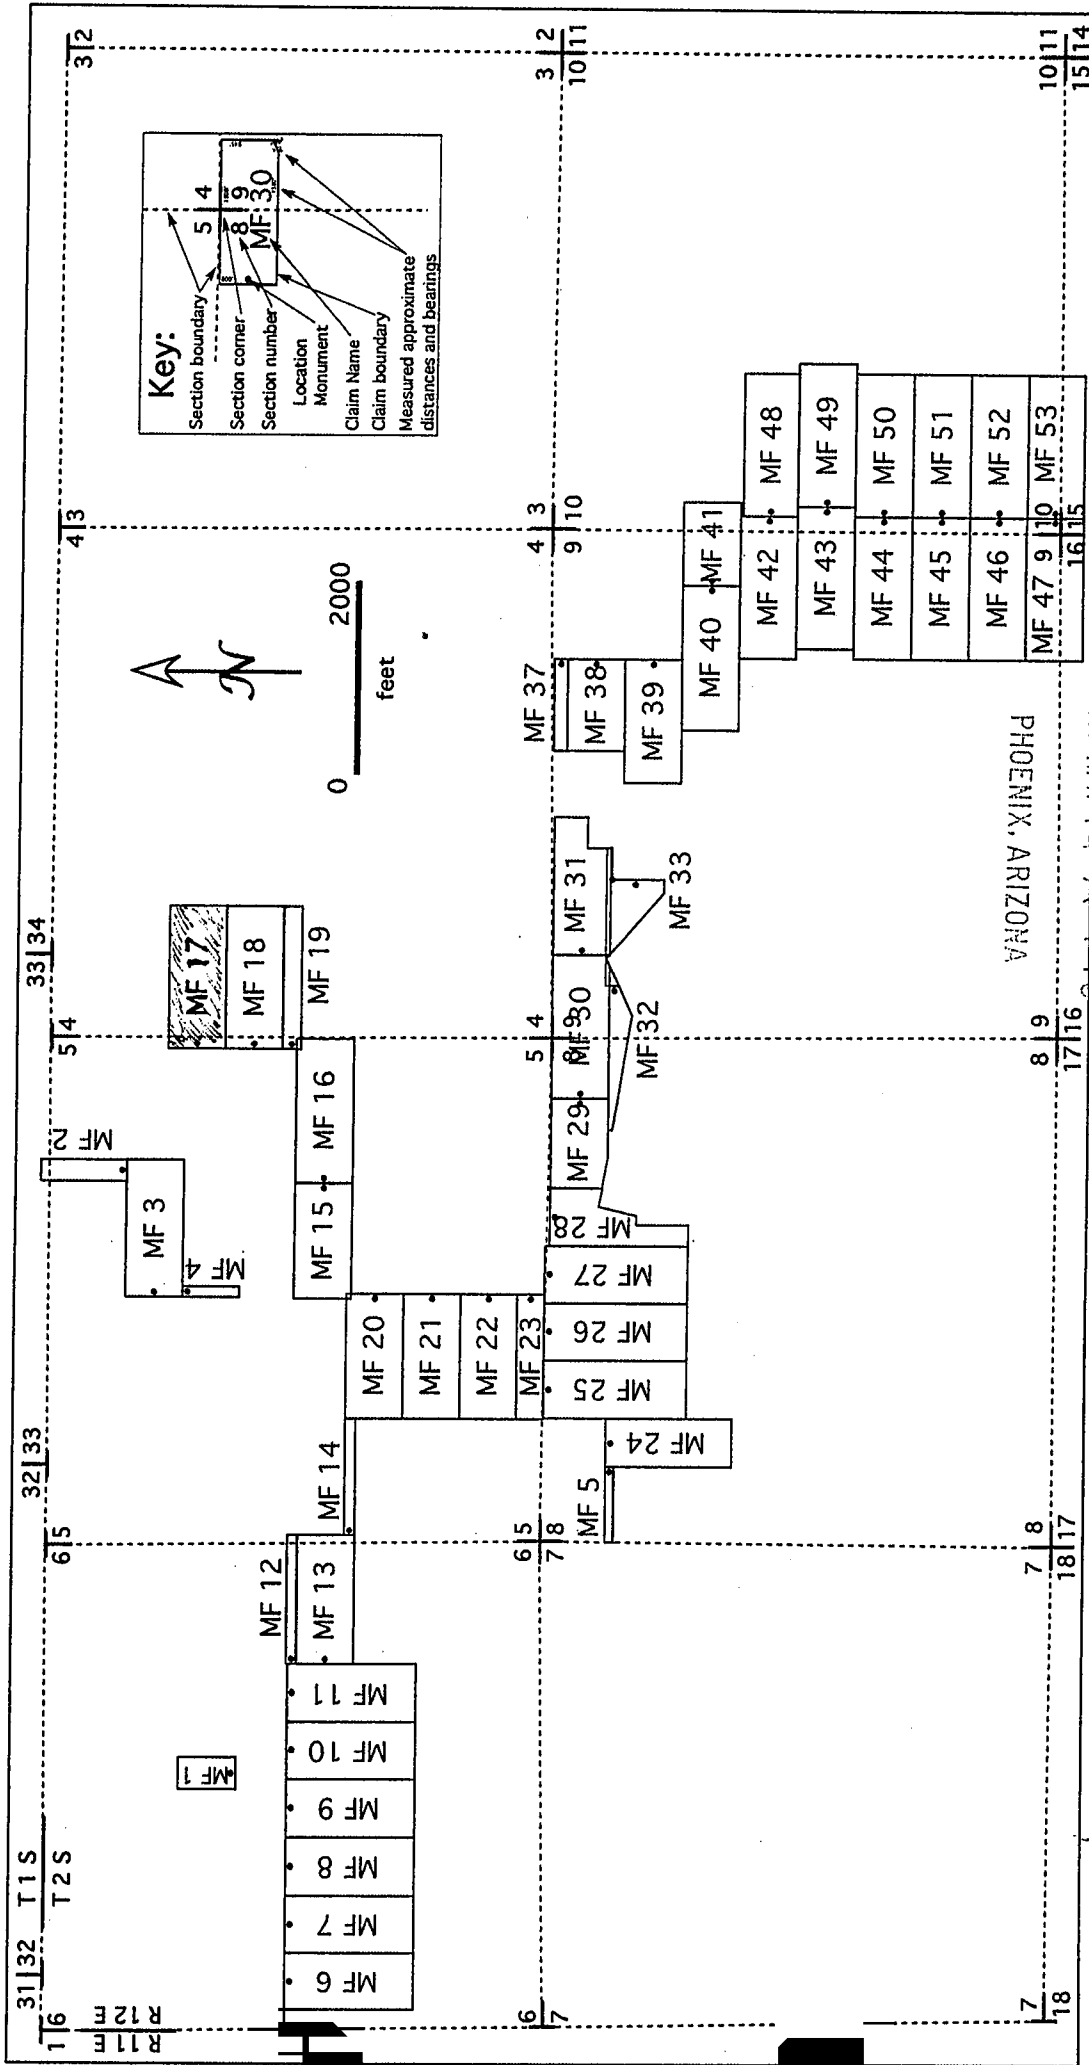 31|32 T 1 S
T 2 S
32|33
33|34
1|6
R 11 E
R 12 E
6|5
5|4
4|3
3|2
MF 1
MF 2
MF 3
MF 4
MF 6
MF 7
MF 8
MF 9
MF 10
MF 11
MF 12
MF 13
MF 14
MF 15
MF 16
MF 17
MF 18
MF 19
MF 20
MF 21
MF 22
MF 23
N
0 2000
feet
Key:
Section boundary
Section corner
Section number
Location
Monument
Claim Name
Claim boundary
Measured approximate
distances and bearings
5 4
8 9
MF 30
6
7
6 5
7 8
5 4
8 9
4 3
9 10
3 2
10 11
MF 5
MF 24
MF 25
MF 26
MF 27
MF 28
MF 29
MF 30
MF 31
MF 32
MF 33
MF 37
MF 38
MF 39
MF 40
MF 41
MF 42
MF 43
MF 44
MF 45
MF 46
MF 47
MF 48
MF 49
MF 50
MF 51
MF 52
MF 53
7
18
7 8
18 17
8 9
17 16
9 10
16 15
10 11
15 14
PHOENIX, ARIZONA